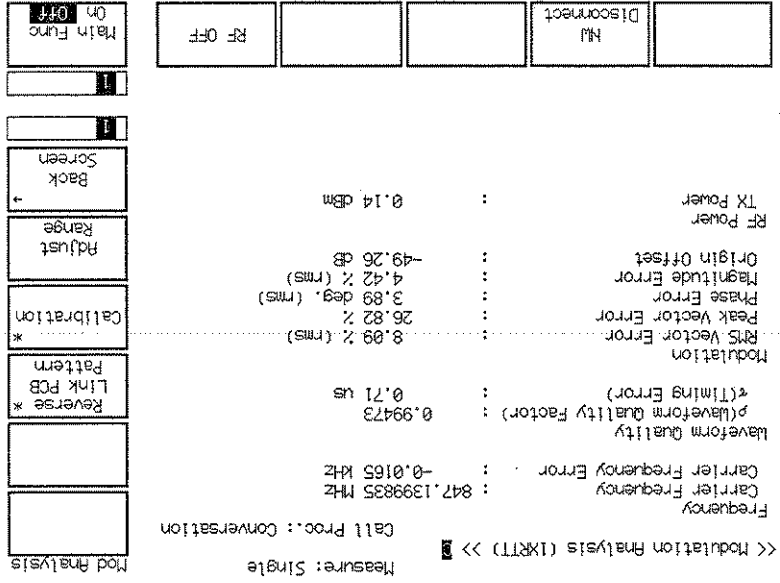 << Modulation Analysis (1XRTT) >>
Measure: Single
Call Proc.: Conversation
Frequency
Carrier Frequency : 847.1399835 MHz
Carrier Frequency Error : -0.0165 kHz
Waveform Quality
ρ(Waveform Quality Factor) : 0.99473
τ(Timing Error) : 0.71 us
Modulation
RMS Vector Error : 8.09 % (rms)
Peak Vector Error : 26.82 %
Phase Error : 3.89 deg. (rms)
Magnitude Error : 4.42 % (rms)
Origin Offset : -49.26 dB
RF Power
TX Power : 0.14 dBm
Mod Analysis
Reverse *
Link PCB
Pattern
*
Calibration
Adjust
Range
→
Back
Screen
1
1
Main Func
On Off
NW
Disconnect
RF OFF